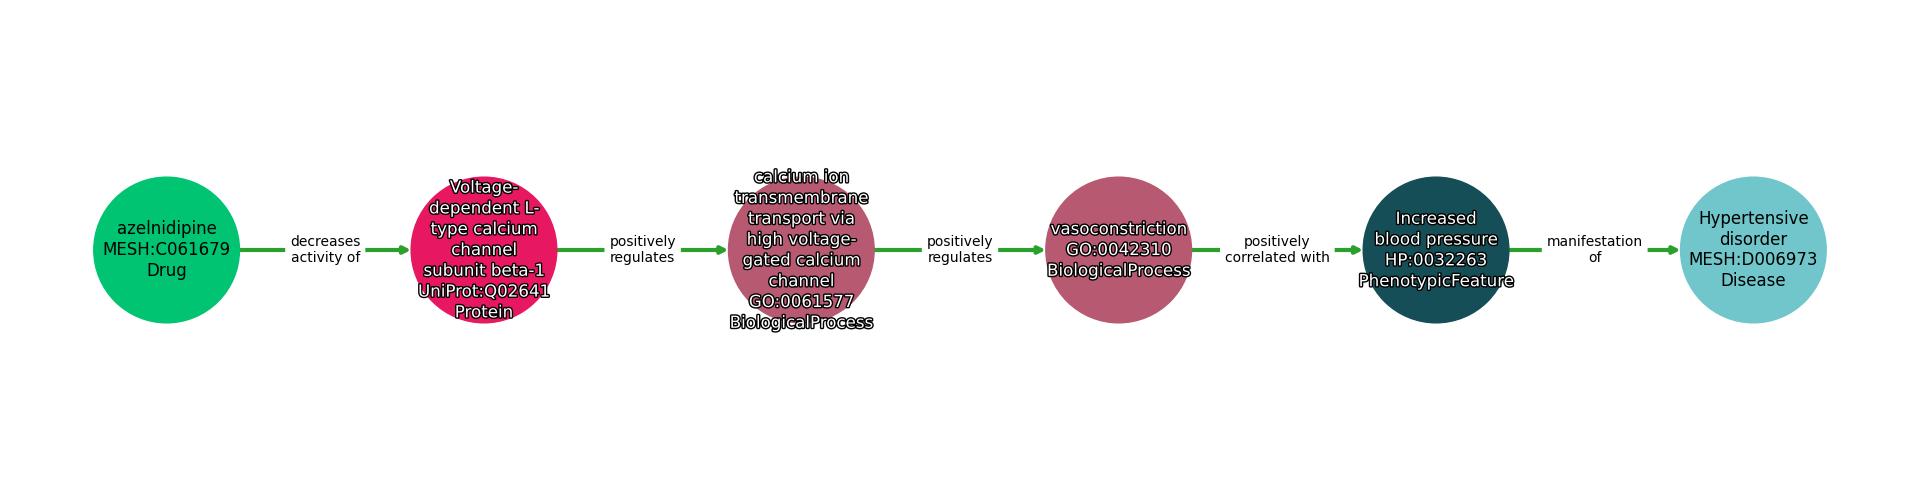 azelnidipine
MESH:C061679
Drug
decreases
activity of
Voltage-
dependent L-
type calcium
channel
subunit beta-1
UniProt:Q02641
Protein
positively
regulates
calcium ion
transmembrane
transport via
high voltage-
gated calcium
channel
GO:0061577
BiologicalProcess
positively
regulates
vasoconstriction
GO:0042310
BiologicalProcess
positively
correlated with
Increased
blood pressure
HP:0032263
PhenotypicFeature
manifestation
of
Hypertensive
disorder
MESH:D006973
Disease